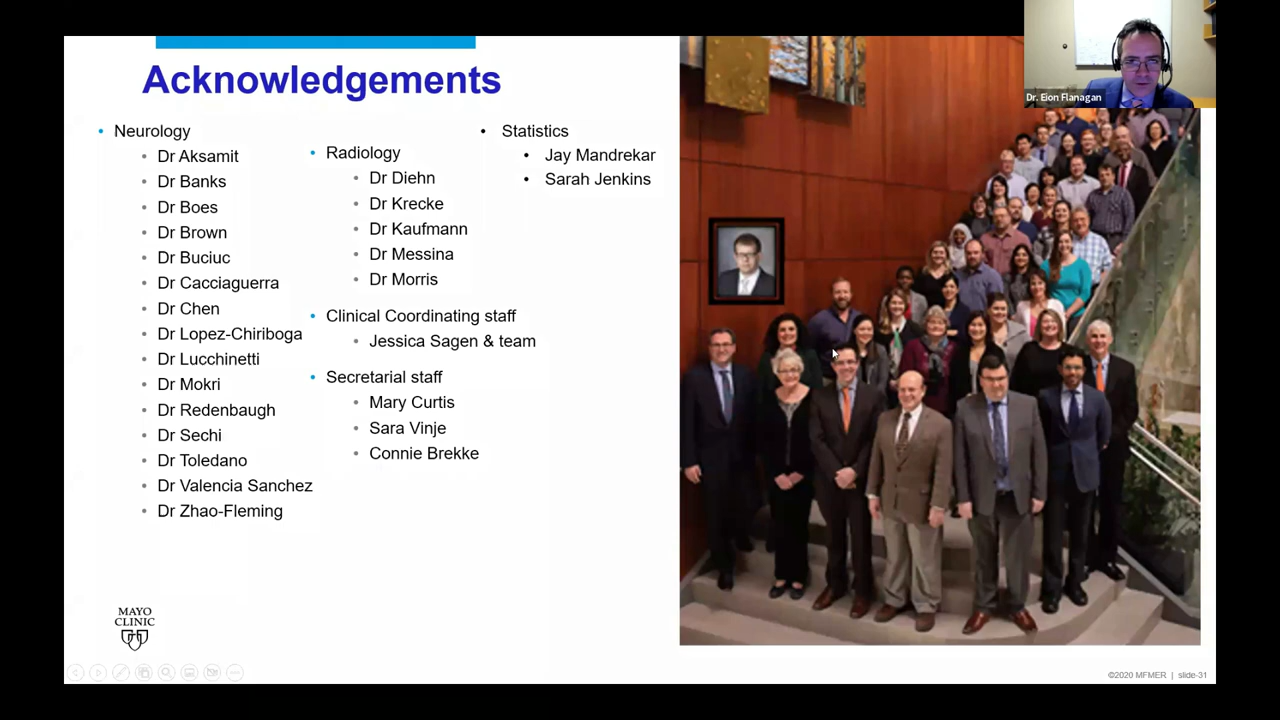 Acknowledgements
Neurology
Dr Aksamit
Dr Banks
Dr Boes
Dr Brown
Dr Buciuc
Dr Cacciaguerra
Dr Chen
Dr Lopez-Chiriboga
Dr Lucchinetti
Dr Mokri
Dr Redenbaugh
Dr Sechi
Dr Toledano
Dr Valencia Sanchez
Dr Zhao-Fleming
Radiology
Dr Diehn
Dr Krecke
Dr Kaufmann
Dr Messina
Dr Morris
Clinical Coordinating staff
Jessica Sagen & team
Secretarial staff
Mary Curtis
Sara Vinje
Connie Brekke
Statistics
Jay Mandrekar
Sarah Jenkins
Dr. Eion Flanagan
MAYO
CLINIC
©2020 MFMER | slide-31